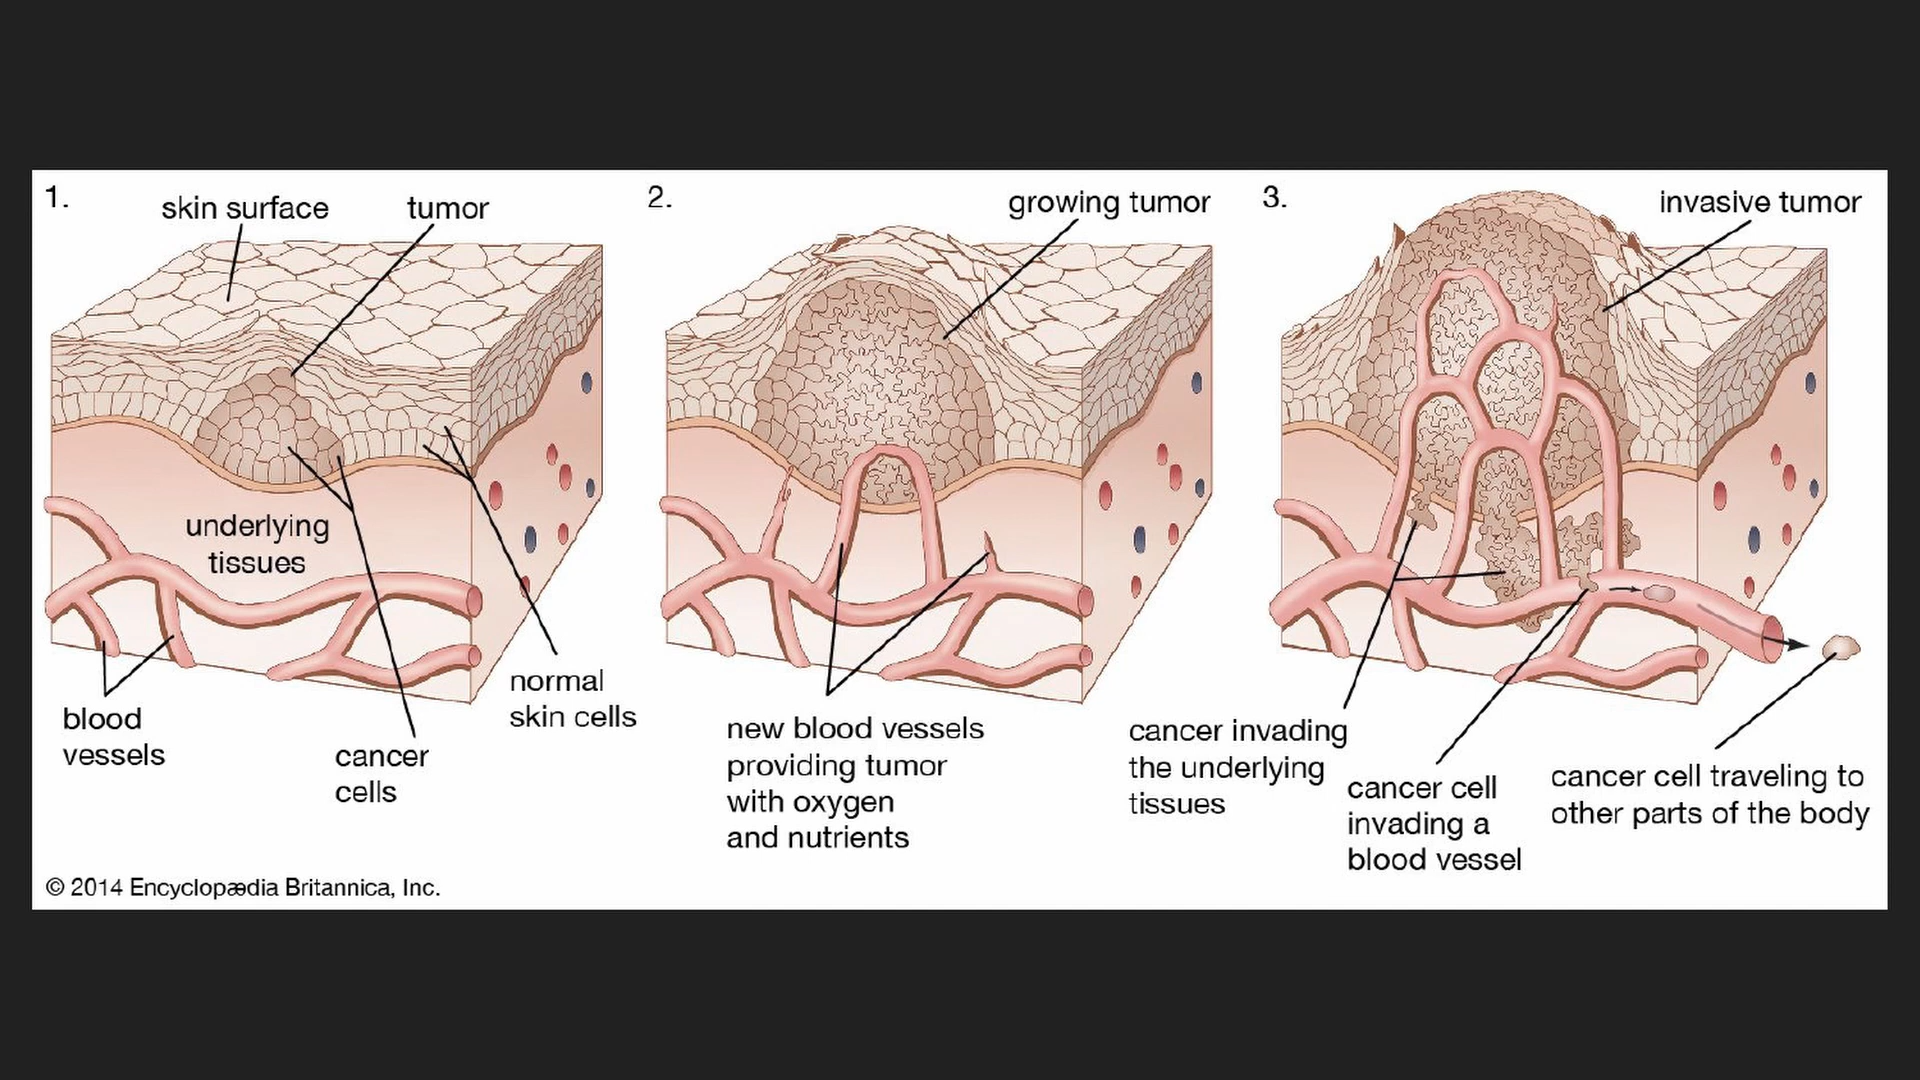 1.
skin surface
tumor
underlying
tissues
blood
vessels
cancer
cells
normal
skin cells
2.
growing tumor
new blood vessels
providing tumor
with oxygen
and nutrients
3.
invasive tumor
cancer invading
the underlying
tissues
cancer cell
invading a
blood vessel
cancer cell traveling to
other parts of the body
© 2014 Encyclopædia Britannica, Inc.